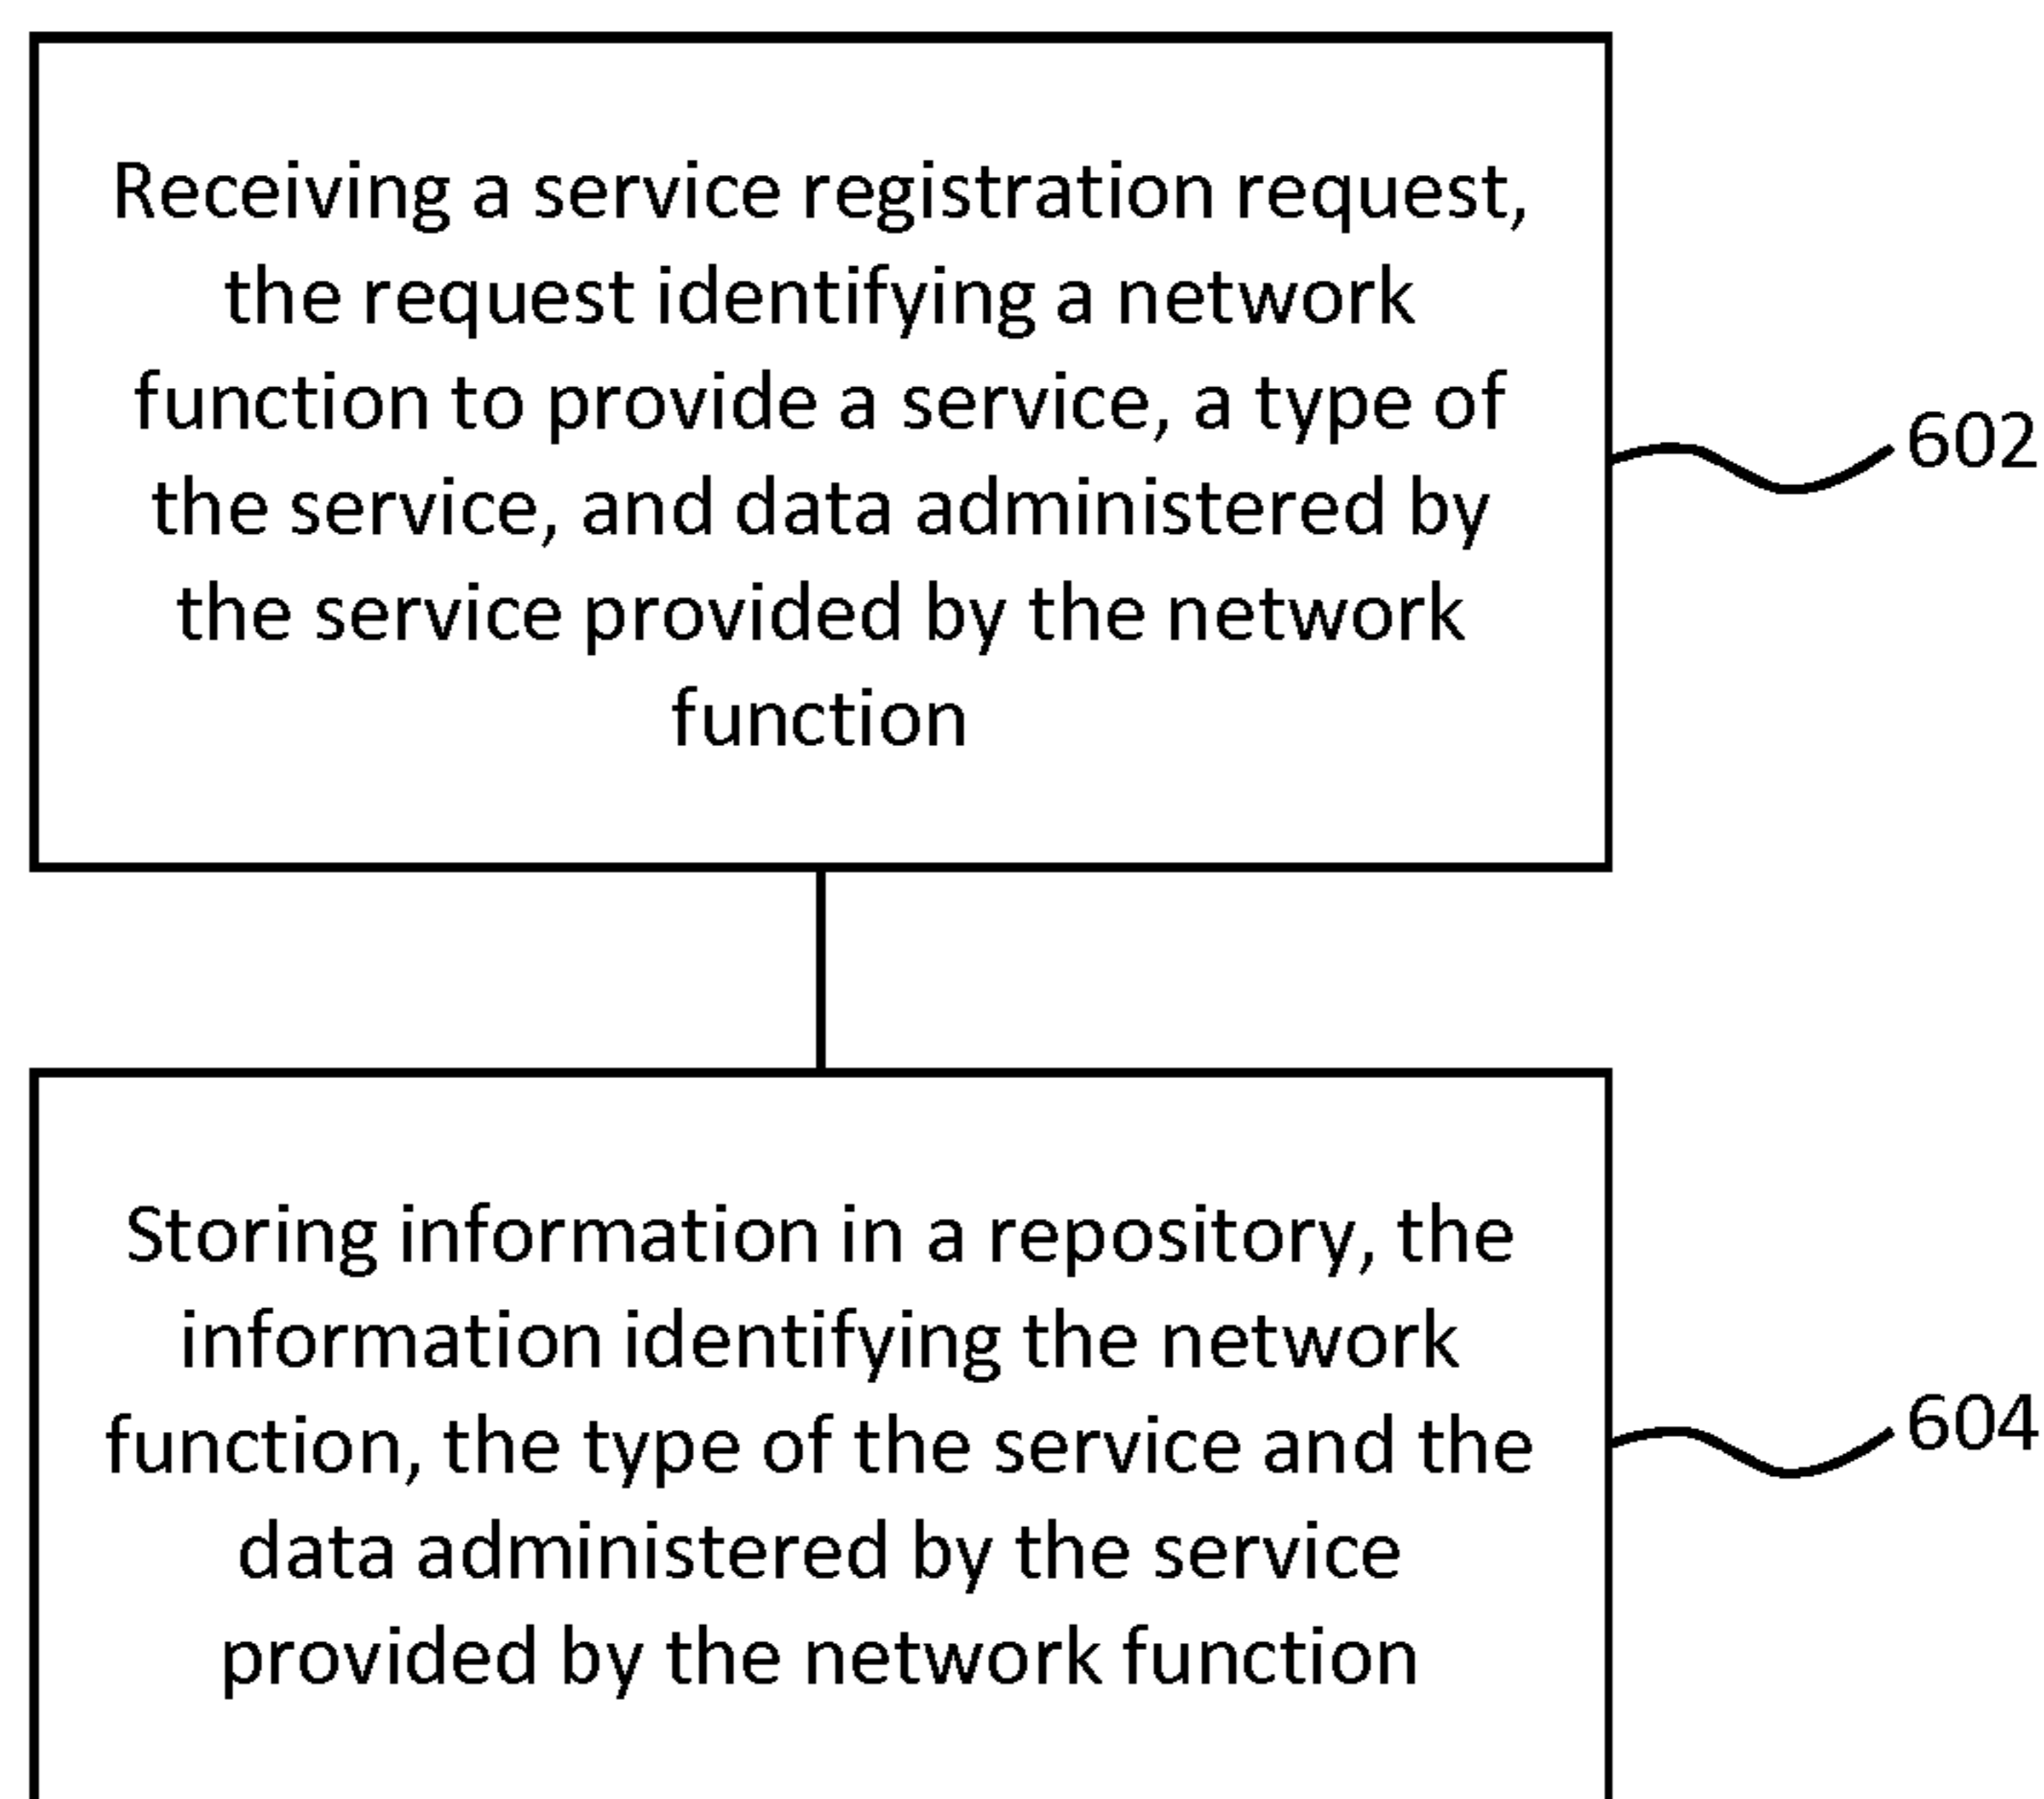 Receiving a service registration request,
the request identifying a network
function to provide a service, a type of
the service, and data administered by
the service provided by the network
function
602
Storing information in a repository, the
information identifying the network
function, the type of the service and the
data administered by the service
provided by the network function
604